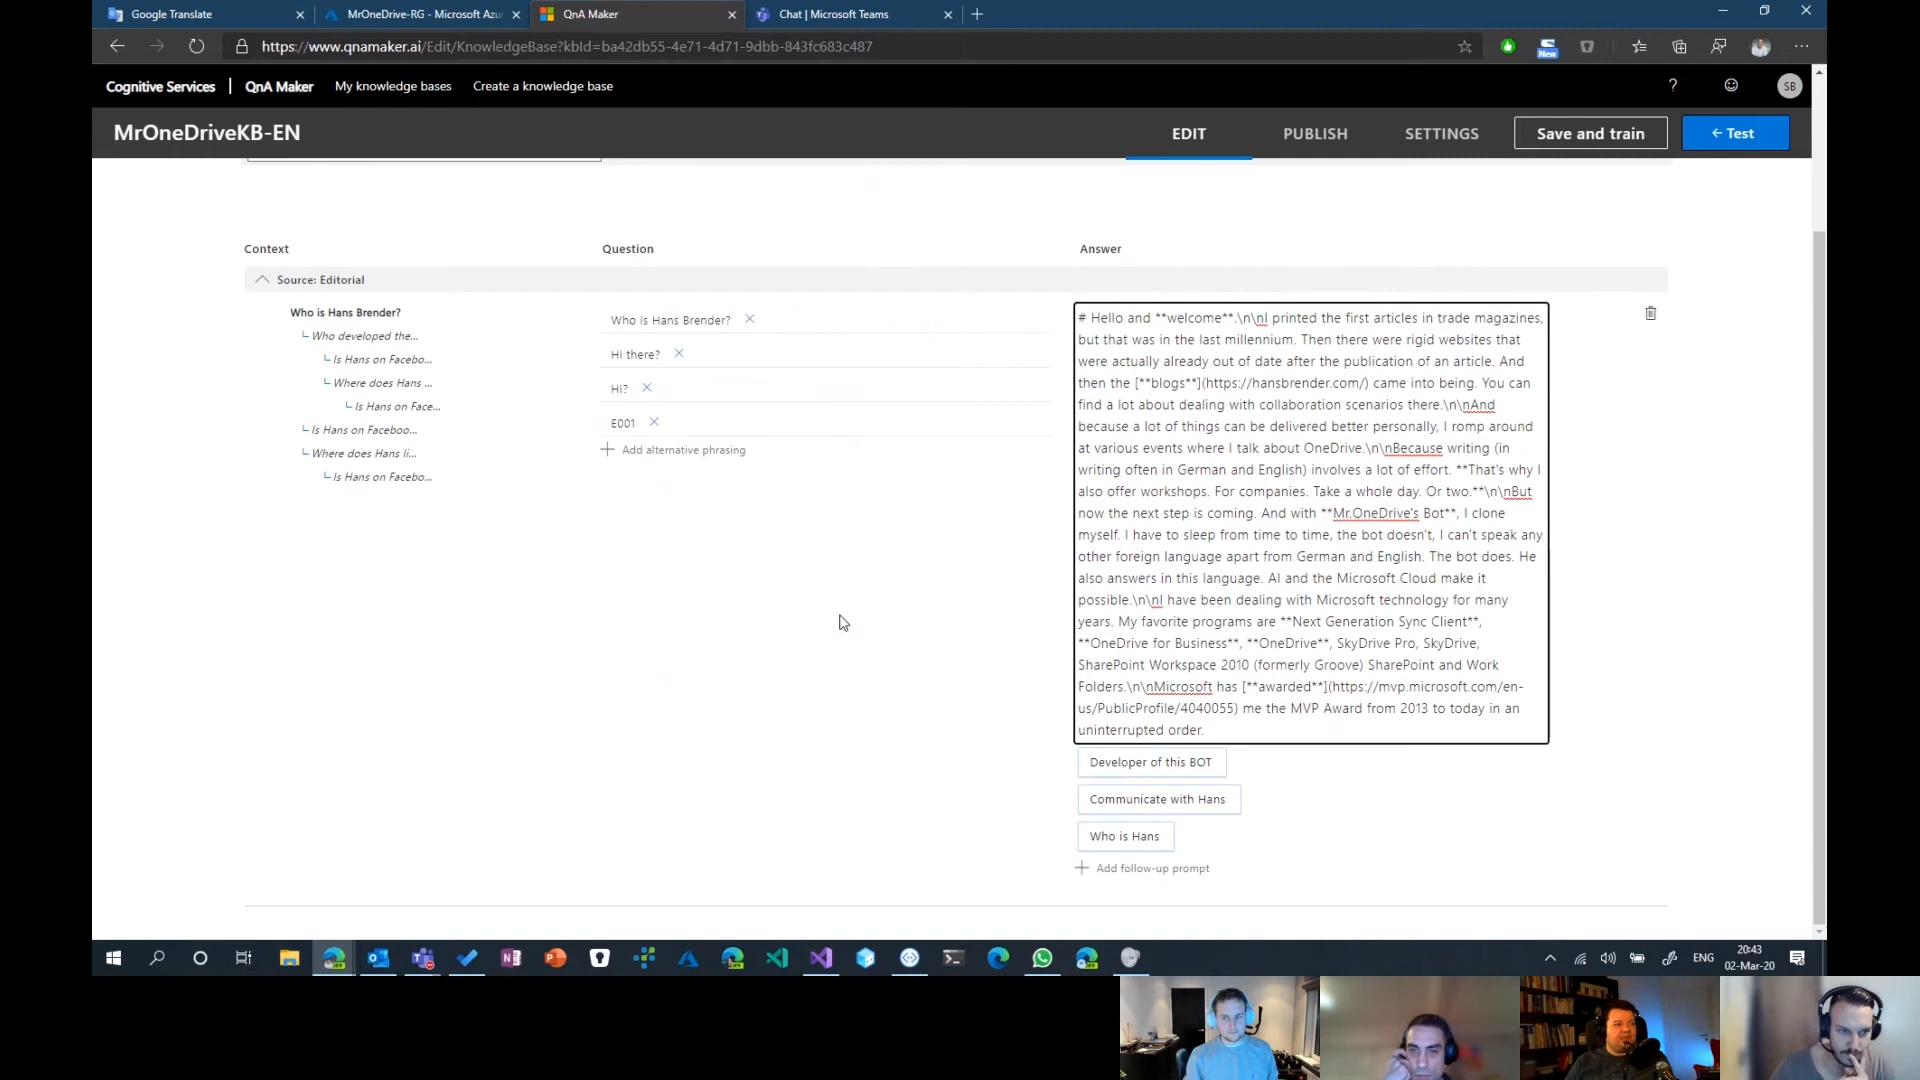 Google Translate
MrOneDrive-RG - Microsoft Azu
QnA Maker
Chat | Microsoft Teams
https://www.qnamaker.ai/Edit/KnowledgeBase?kbId=ba42db55-4e71-4d71-9dbb-843fc683c487
New
Cognitive Services | QnA Maker My knowledge bases Create a knowledge base ? SB
MrOneDriveKB-EN EDIT PUBLISH SETTINGS Save and train ← Test
Context Question Answer
Source: Editorial
Who is Hans Brender?
Who developed the...
Is Hans on Facebo...
Where does Hans ...
Is Hans on Face...
Is Hans on Faceboo...
Where does Hans li...
Is Hans on Facebo...
Who is Hans Brender?
Hi there?
Hi?
E001
Add alternative phrasing
# Hello and **welcome**.\n\nI printed the first articles in trade magazines,
but that was in the last millennium. Then there were rigid websites that
were actually already out of date after the publication of an article. And
then the [**blogs**](https://hansbrender.com/) came into being. You can
find a lot about dealing with collaboration scenarios there.\n\nAnd
because a lot of things can be delivered better personally, I romp around
at various events where I talk about OneDrive.\n\nBecause writing (in
writing often in German and English) involves a lot of effort. **That's why I
also offer workshops. For companies. Take a whole day. Or two.**\n\nBut
now the next step is coming. And with **Mr.OneDrive's Bot**, I clone
myself. I have to sleep from time to time, the bot doesn't, I can't speak any
other foreign language apart from German and English. The bot does. He
also answers in this language. AI and the Microsoft Cloud make it
possible.\n\nI have been dealing with Microsoft technology for many
years. My favorite programs are **Next Generation Sync Client**,
**OneDrive for Business**, **OneDrive**, SkyDrive Pro, SkyDrive,
SharePoint Workspace 2010 (formerly Groove) SharePoint and Work
Folders.\n\nMicrosoft has [**awarded**](https://mvp.microsoft.com/en-
us/PublicProfile/4040055) me the MVP Award from 2013 to today in an
uninterrupted order.
Developer of this BOT
Communicate with Hans
Who is Hans
Add follow-up prompt
ENG
20:43
02-Mar-20